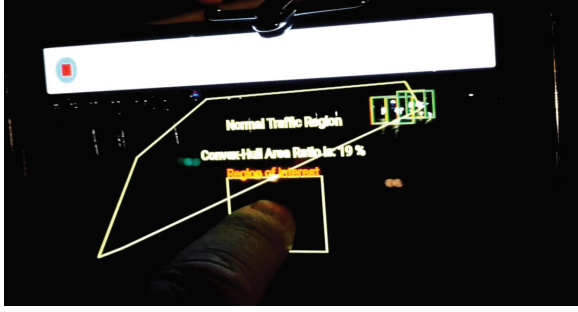 Normal Traffic Region
Convex-Hull Area Ratio is: 19 %
Region of Interest